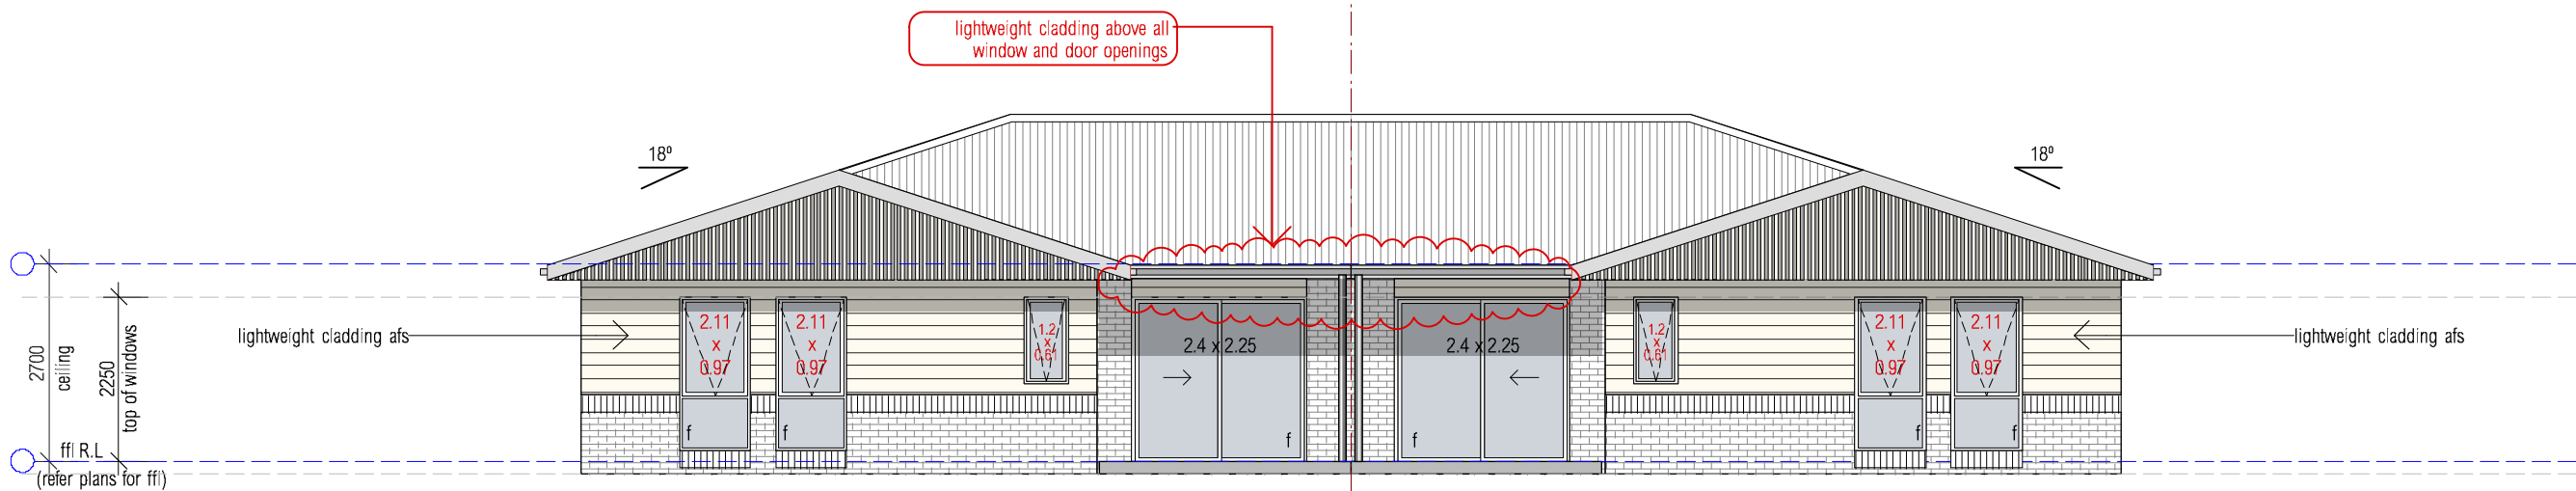 lightweight cladding above all
window and door openings
18º
18º
2.11
x
0.97
2.11
x
0.97
1.2
x
0.61
2.4 x 2.25
2.4 x 2.25
1.2
x
0.61
2.11
x
0.97
2.11
x
0.97
lightweight cladding afs
lightweight cladding afs
2700
ceiling
2250
top of windows
f
f
f
f
f
f
ffl R.L
(refer plans for ffl)